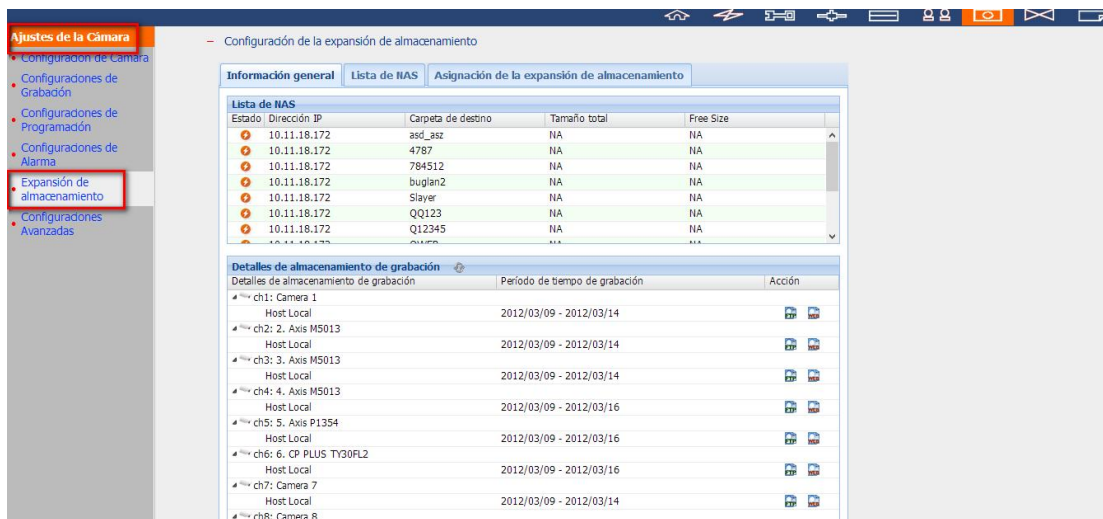 Ajustes de la Cámara
Configuración de Cámara
Configuraciones de
Grabación
Configuraciones de
Programación
Configuraciones de
Alarma
Expansión de
almacenamiento
Configuraciones
Avanzadas
Configuración de la expansión de almacenamiento
Información general Lista de NAS Asignación de la expansión de almacenamiento
Lista de NAS
Estado Dirección IP Carpeta de destino Tamaño total Free Size
10.11.18.172 asd_asz NA NA
10.11.18.172 4787 NA NA
10.11.18.172 784512 NA NA
10.11.18.172 buglan2 NA NA
10.11.18.172 Slayer NA NA
10.11.18.172 QQ123 NA NA
10.11.18.172 Q12345 NA NA
Detalles de almacenamiento de grabación
Detalles de almacenamiento de grabación Período de tiempo de grabación Acción
ch1: Camera 1
Host Local 2012/03/09 - 2012/03/14
ch2: 2. Axis M5013
Host Local 2012/03/09 - 2012/03/14
ch3: 3. Axis M5013
Host Local 2012/03/09 - 2012/03/14
ch4: 4. Axis M5013
Host Local 2012/03/09 - 2012/03/16
ch5: 5. Axis P1354
Host Local 2012/03/09 - 2012/03/16
ch6: 6. CP PLUS TY30FL2
Host Local 2012/03/09 - 2012/03/16
ch7: Camera 7
Host Local 2012/03/09 - 2012/03/14
ch8: Camera 8